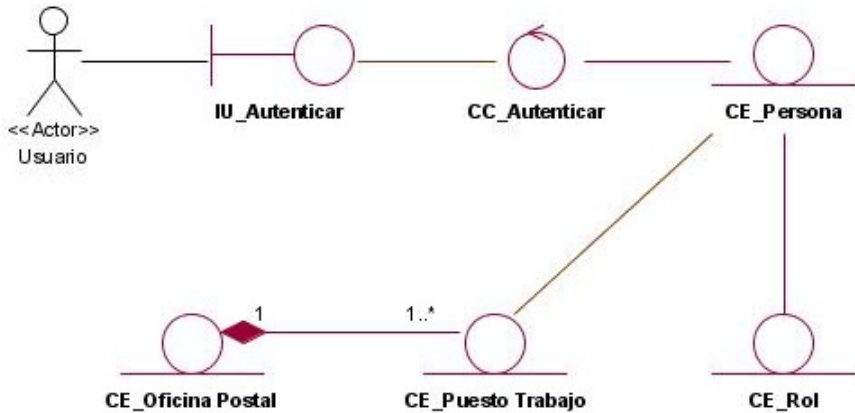 IU_Autenticar
CC_Autenticar
CE_Persona
<<Actor>>
Usuario
1
1..*
CE_Oficina Postal
CE_Puesto Trabajo
CE_Rol